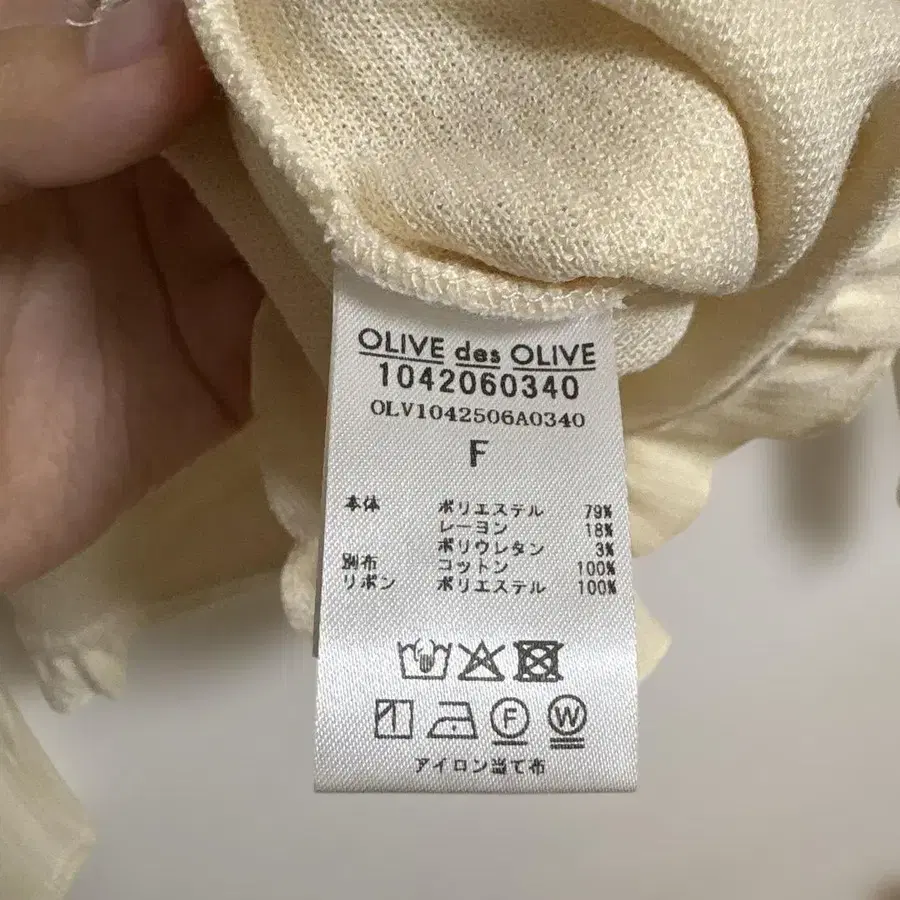 OLIVE des OLIVE
1042060340
OLV1042506A0340
F
本体 ポリエステル 79%
レーヨン 18%
ポリウレタン 3%
別布 コットン 100%
リボン ポリエステル 100%
F W
アイロン当て布